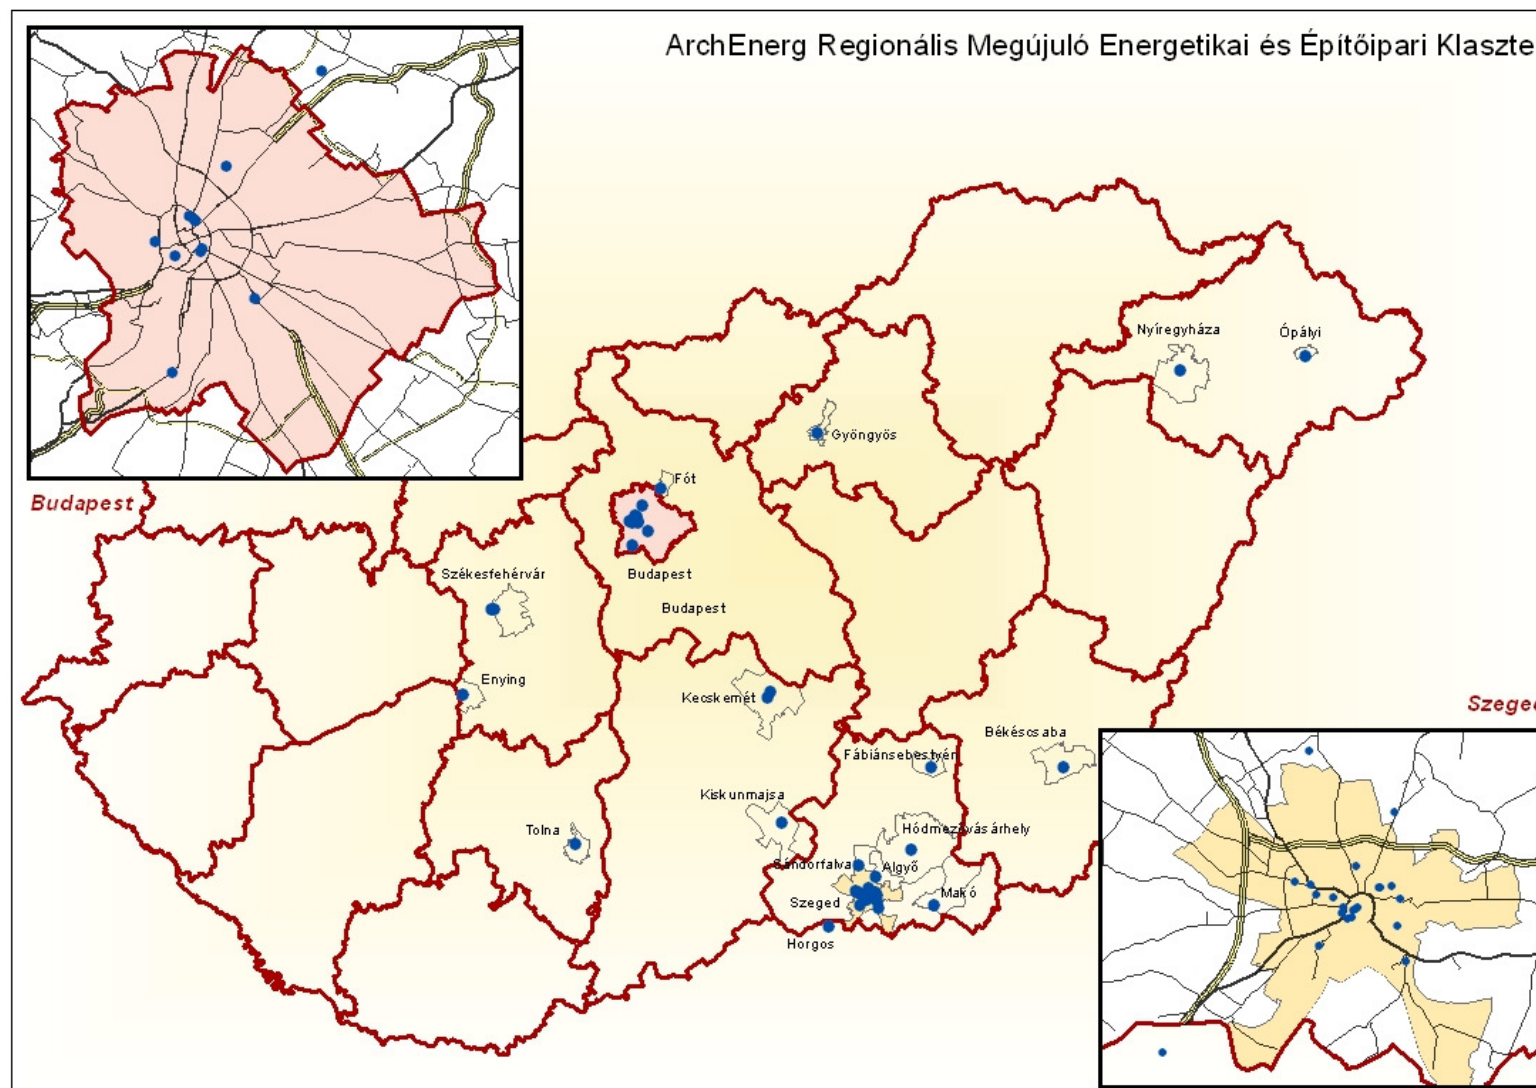 ArchEnerg Regionális Megújuló Energetikai és Építőipari Klaszte
Nyíregyháza
Ópályi
Gyöngyös
Fót
Budapest
Székesfehérvár
Budapest
Budapest
Enying
Kecskemét
Szeged
Békéscsaba
Fábiánsebestyén
Kiskunmajsa
Tolna
Hódmezővásárhely
Sándorfalva
Algyő
Szeged
Makó
Horgos